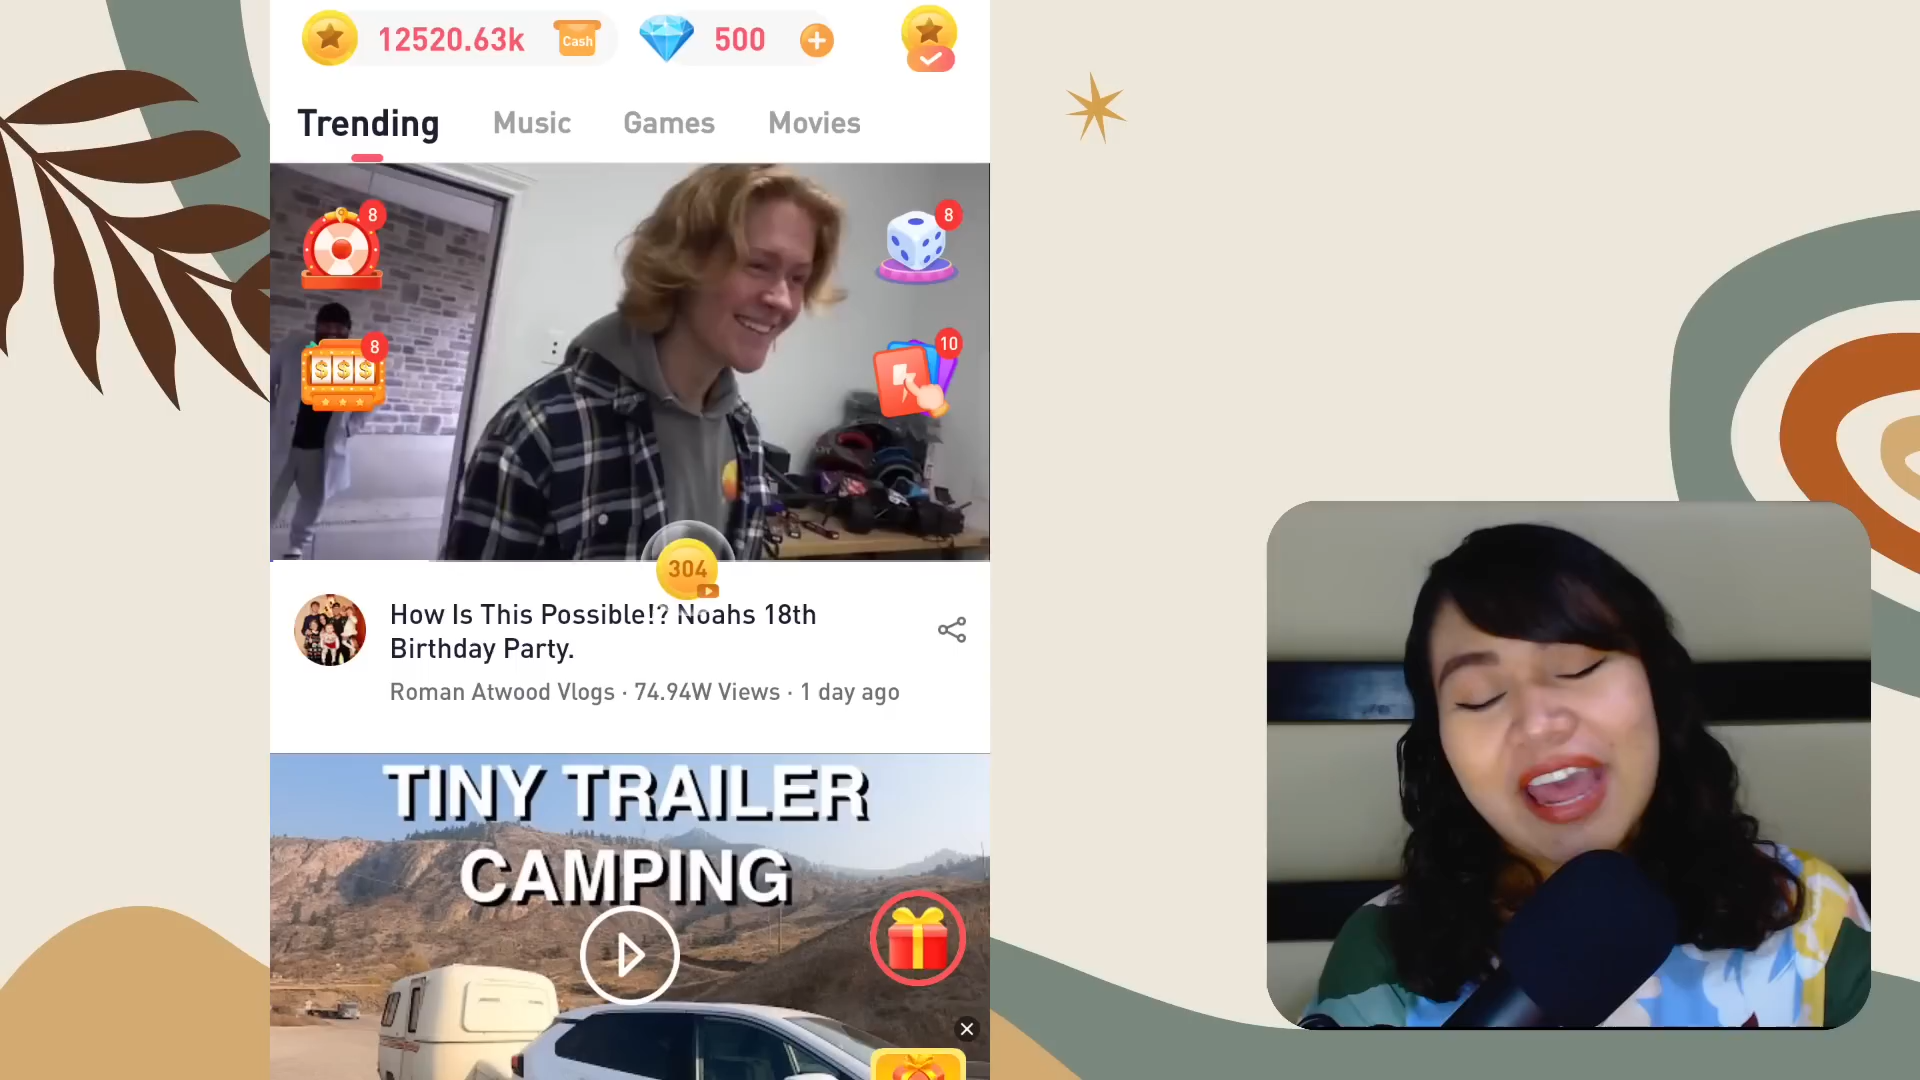 12520.63k Cash 500
Trending Music Games Movies
8 8
8 10
$ $ $
304
How Is This Possible!? Noahs 18th
Birthday Party.
Roman Atwood Vlogs · 74.94W Views · 1 day ago
TINY TRAILER
CAMPING